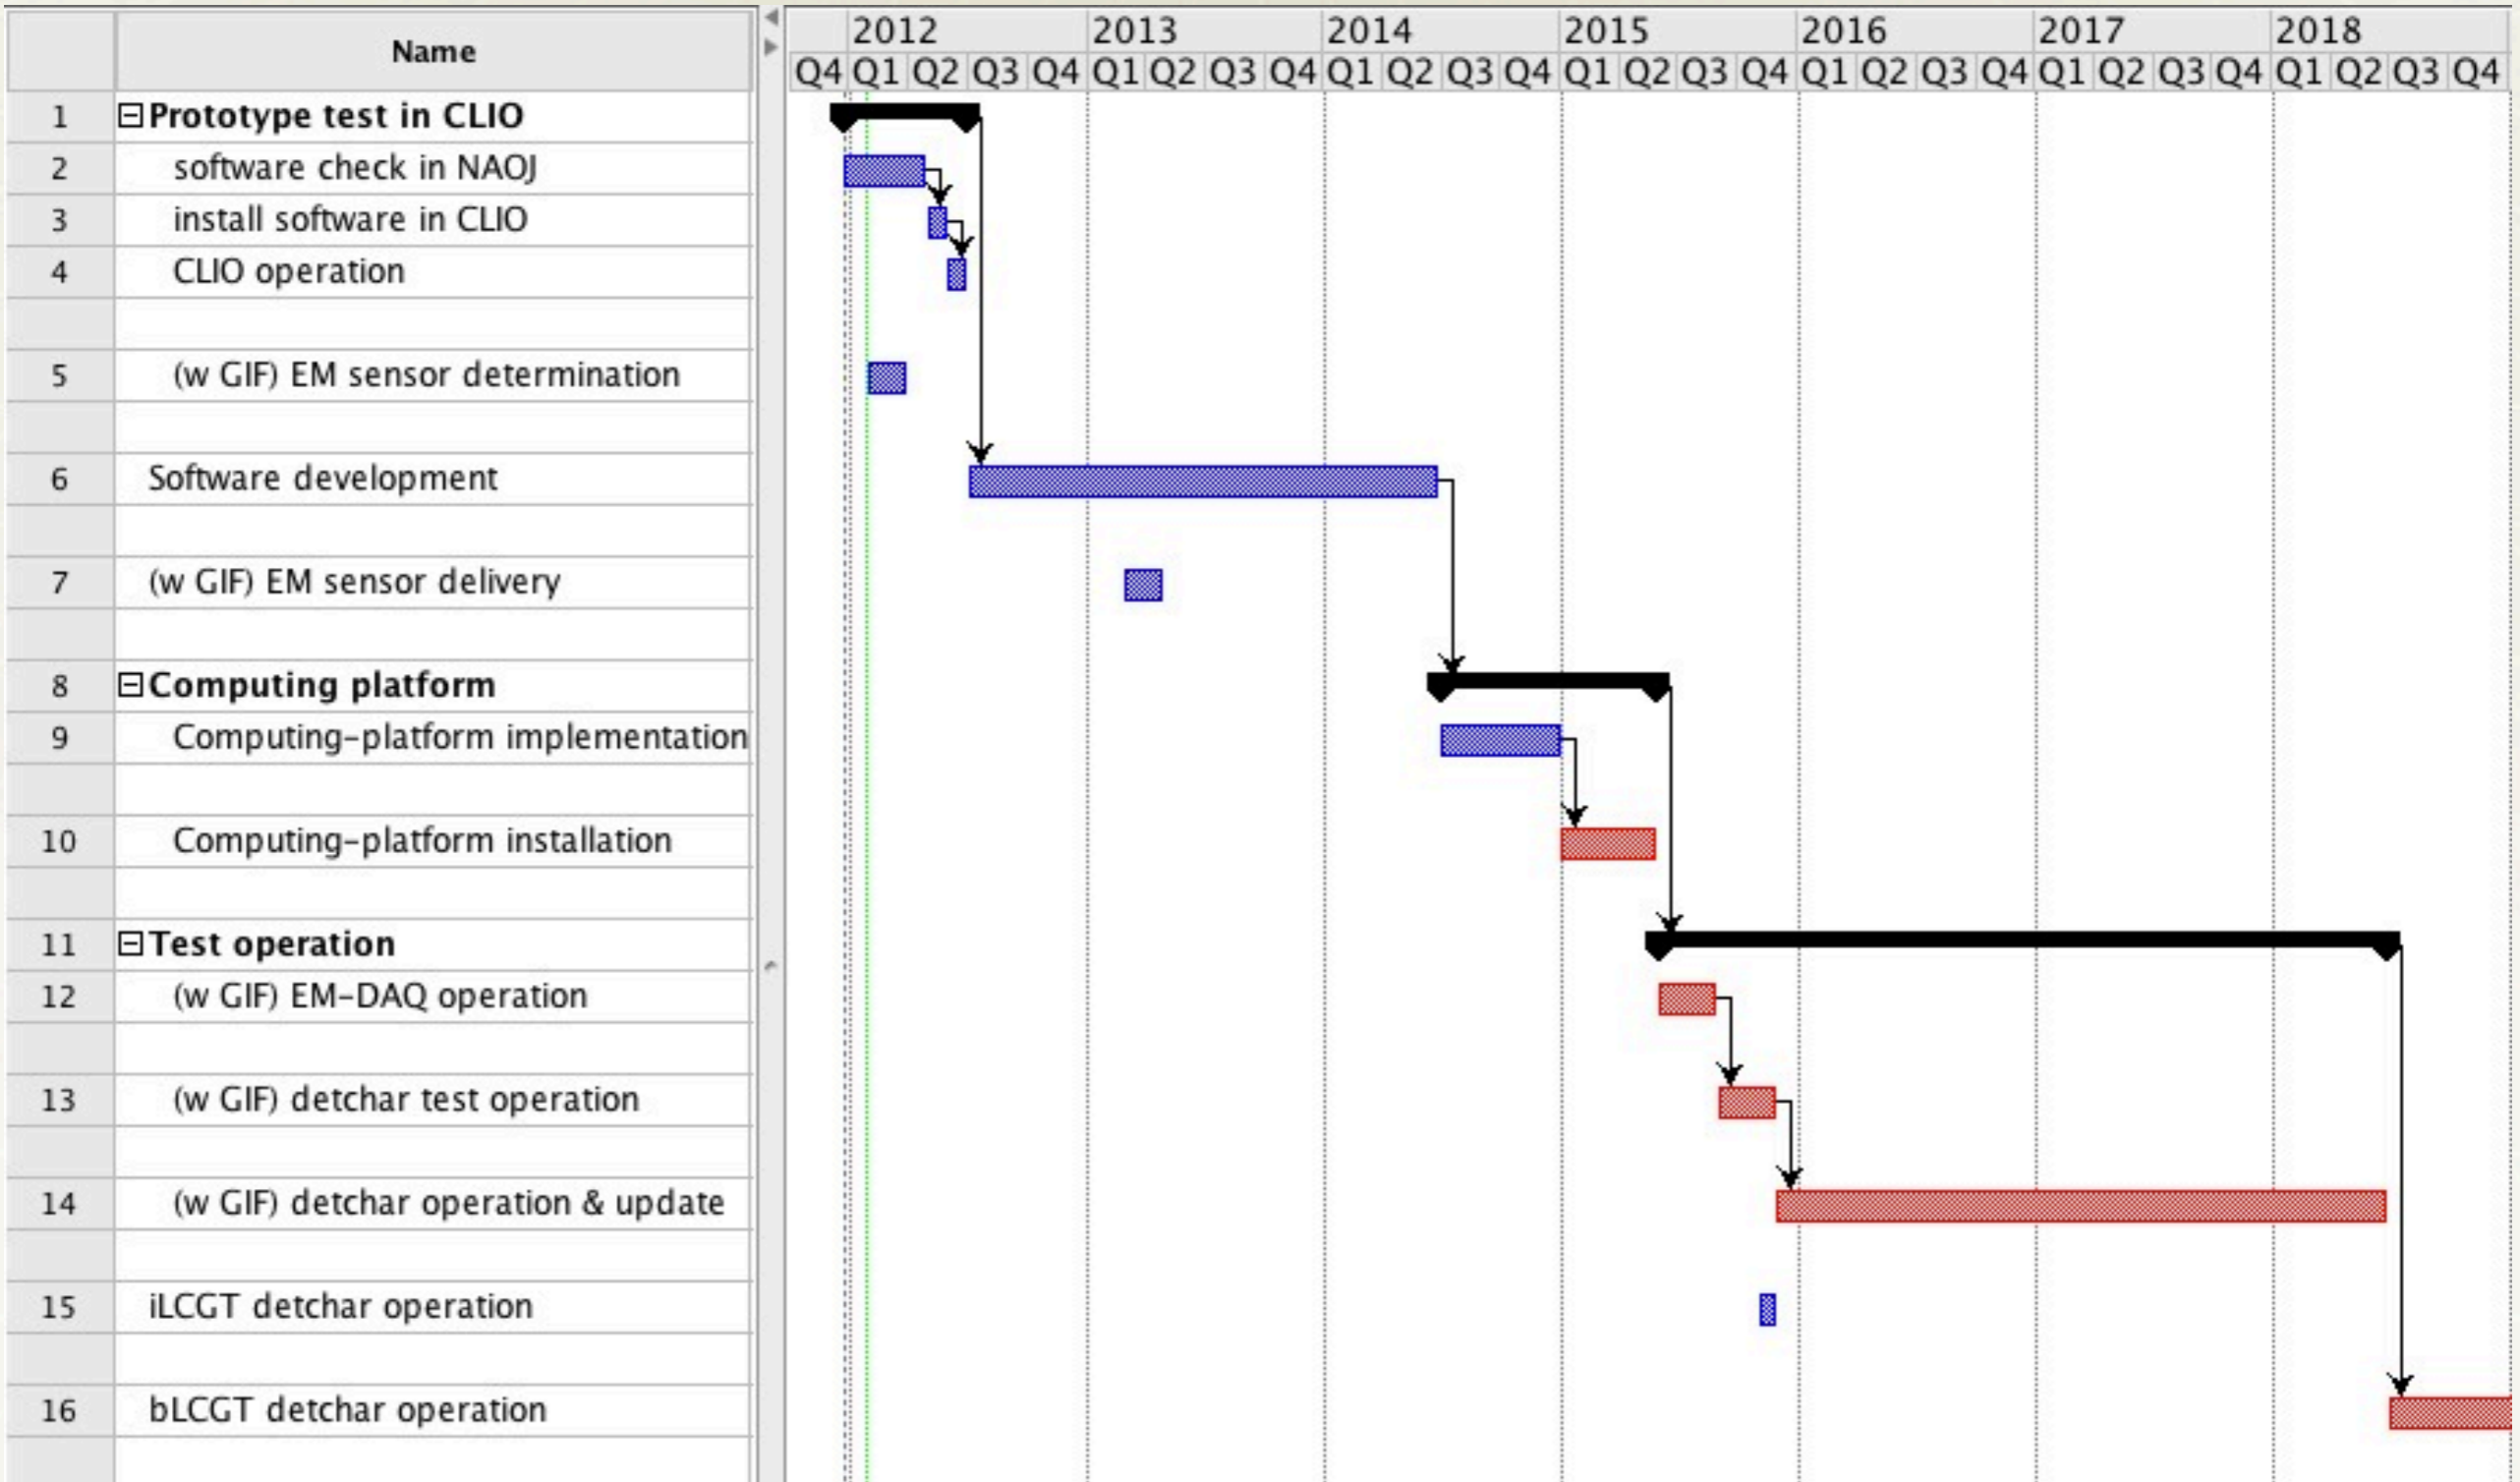 Name
2012 2013 2014 2015 2016 2017 2018
Q4 Q1 Q2 Q3 Q4 Q1 Q2 Q3 Q4 Q1 Q2 Q3 Q4 Q1 Q2 Q3 Q4 Q1 Q2 Q3 Q4 Q1 Q2 Q3 Q4 Q1 Q2 Q3 Q4
1 Prototype test in CLIO
2 software check in NAOJ
3 install software in CLIO
4 CLIO operation
5 (w GIF) EM sensor determination
6 Software development
7 (w GIF) EM sensor delivery
8 Computing platform
9 Computing-platform implementation
10 Computing-platform installation
11 Test operation
12 (w GIF) EM-DAQ operation
13 (w GIF) detchar test operation
14 (w GIF) detchar operation & update
15 iLCGT detchar operation
16 bLCGT detchar operation